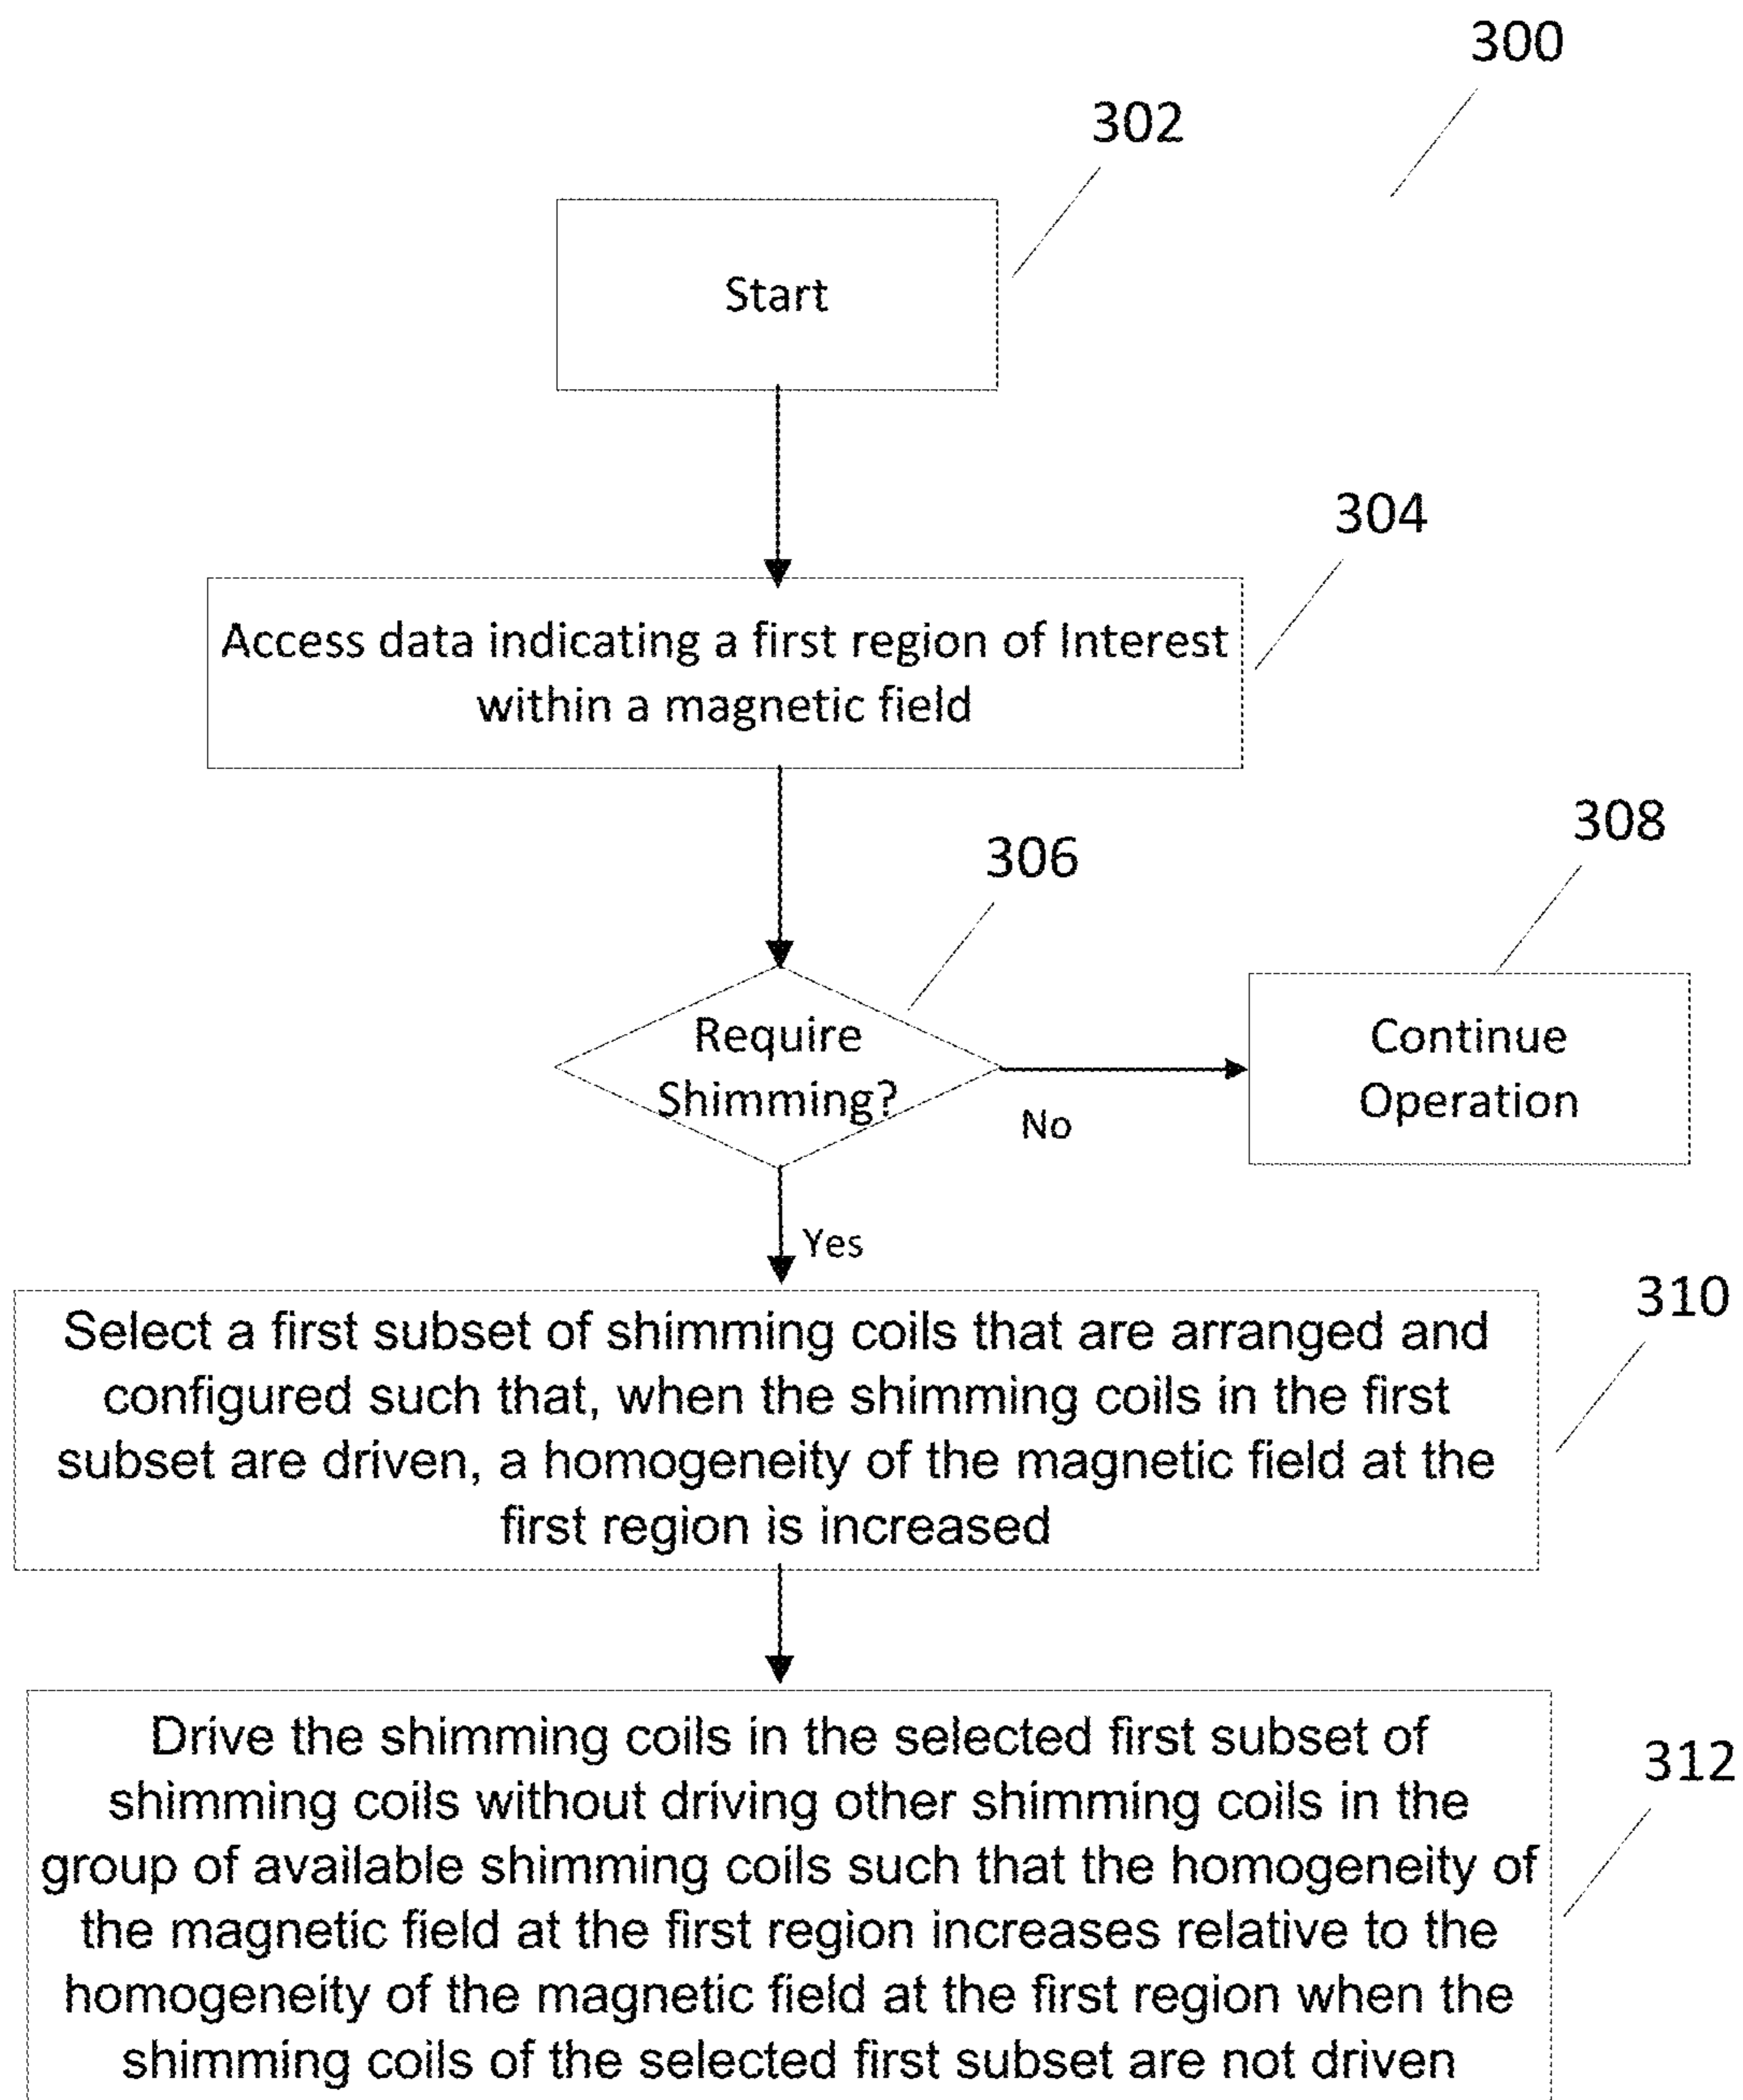 300
302
Start
304
Access data indicating a first region of Interest
within a magnetic field
306
308
Require
Shimming?
Continue
Operation
No
Yes
310
Select a first subset of shimming coils that are arranged and
configured such that, when the shimming coils in the first
subset are driven, a homogeneity of the magnetic field at the
first region is increased
312
Drive the shimming coils in the selected first subset of
shimming coils without driving other shimming coils in the
group of available shimming coils such that the homogeneity of
the magnetic field at the first region increases relative to the
homogeneity of the magnetic field at the first region when the
shimming coils of the selected first subset are not driven